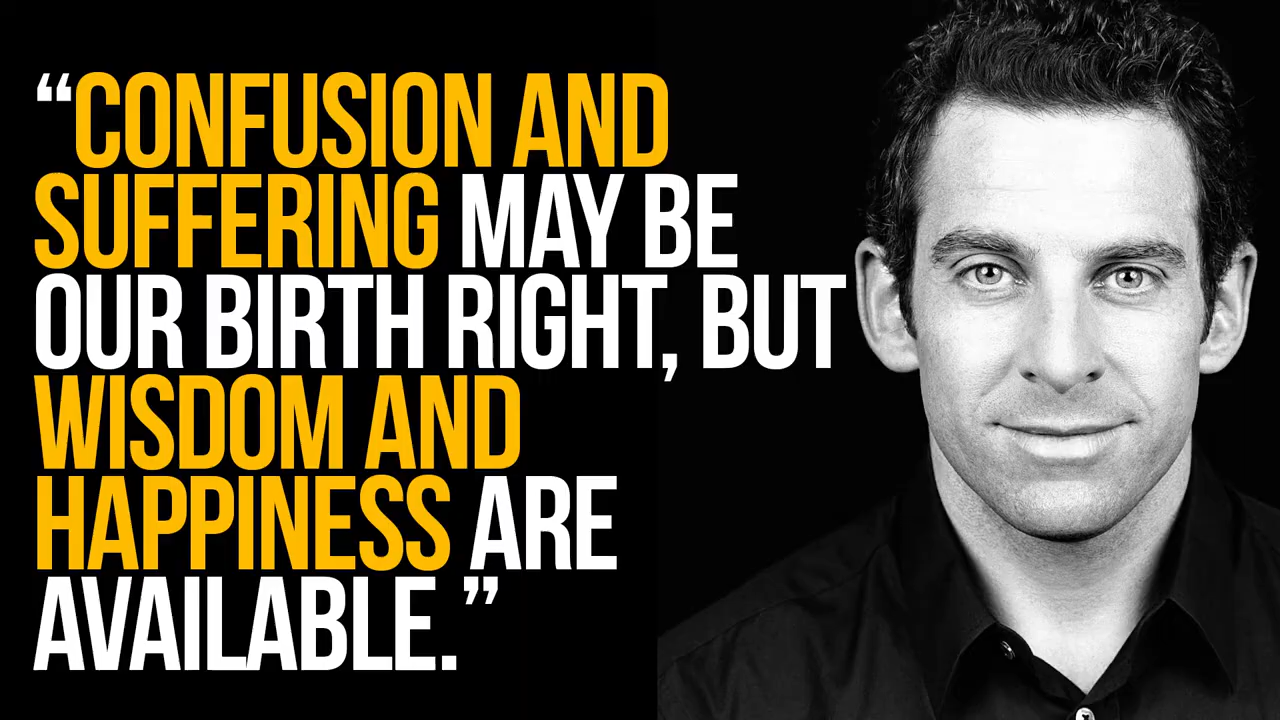 “CONFUSION AND
SUFFERING MAY BE
OUR BIRTH RIGHT, BUT
WISDOM AND
HAPPINESS ARE
AVAILABLE.”